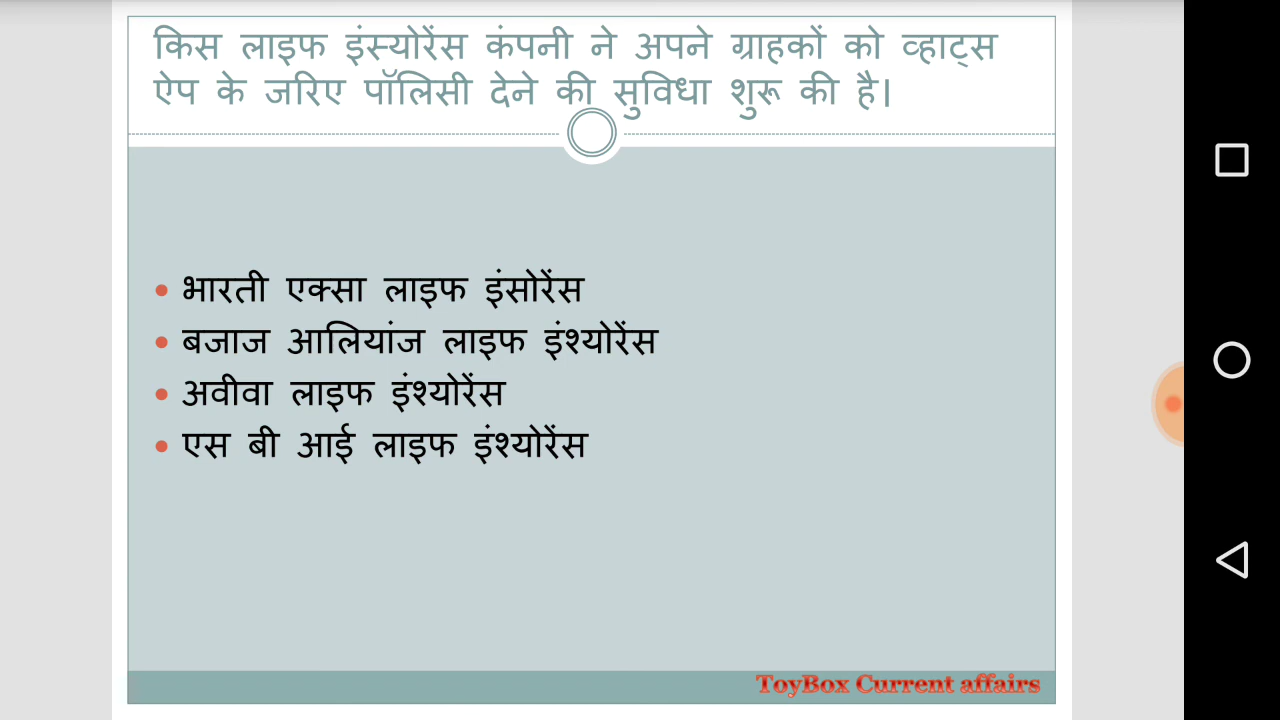 किस लाइफ इंस्योरेंस कंपनी ने अपने ग्राहकों को व्हाट्स
ऐप के जरिए पॉलिसी देने की सुविधा शुरू की है।
भारती एक्सा लाइफ इंसोरेंस
बजाज आलियांज लाइफ इंश्योरेंस
अवीवा लाइफ इंश्योरेंस
एस बी आई लाइफ इंश्योरेंस
ToyBox Current affairs